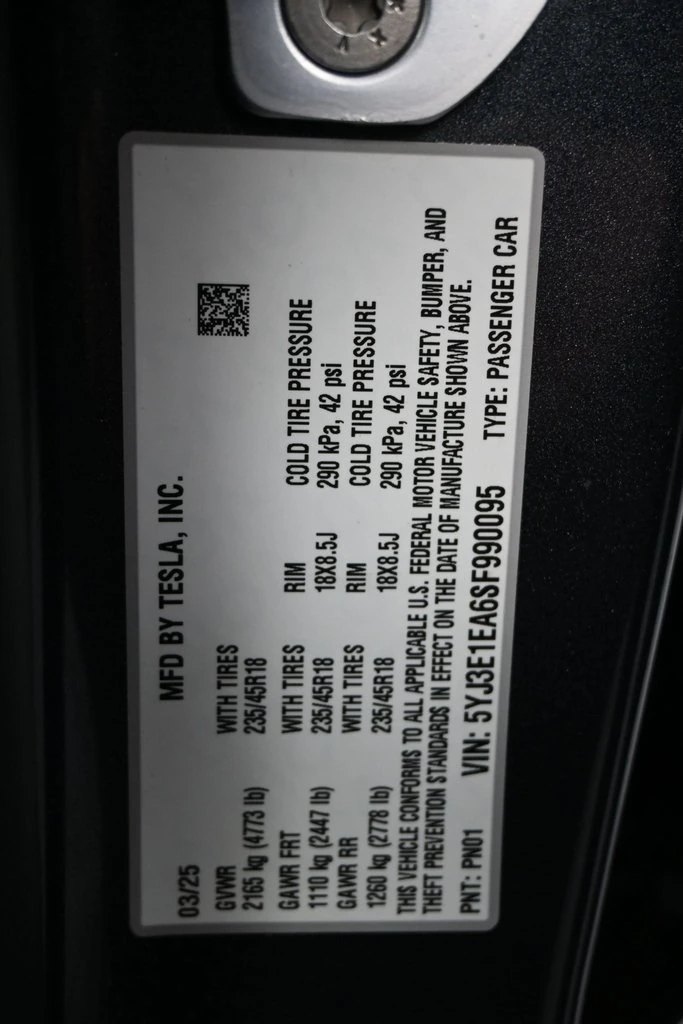 MFD BY TESLA, INC.
03/25
GVWR WITH TIRES
2165 kg (4773 lb) 235/45R18
GAWR FRT WITH TIRES RIM COLD TIRE PRESSURE
1110 kg (2447 lb) 235/45R18 18X8.5J 290 kPa, 42 psi
GAWR RR WITH TIRES RIM COLD TIRE PRESSURE
1260 kg (2778 lb) 235/45R18 18X8.5J 290 kPa, 42 psi
THIS VEHICLE CONFORMS TO ALL APPLICABLE U.S. FEDERAL MOTOR VEHICLE SAFETY, BUMPER, AND
THEFT PREVENTION STANDARDS IN EFFECT ON THE DATE OF MANUFACTURE SHOWN ABOVE.
PNT: PN01 VIN: 5YJ3E1EA6SF990095 TYPE: PASSENGER CAR